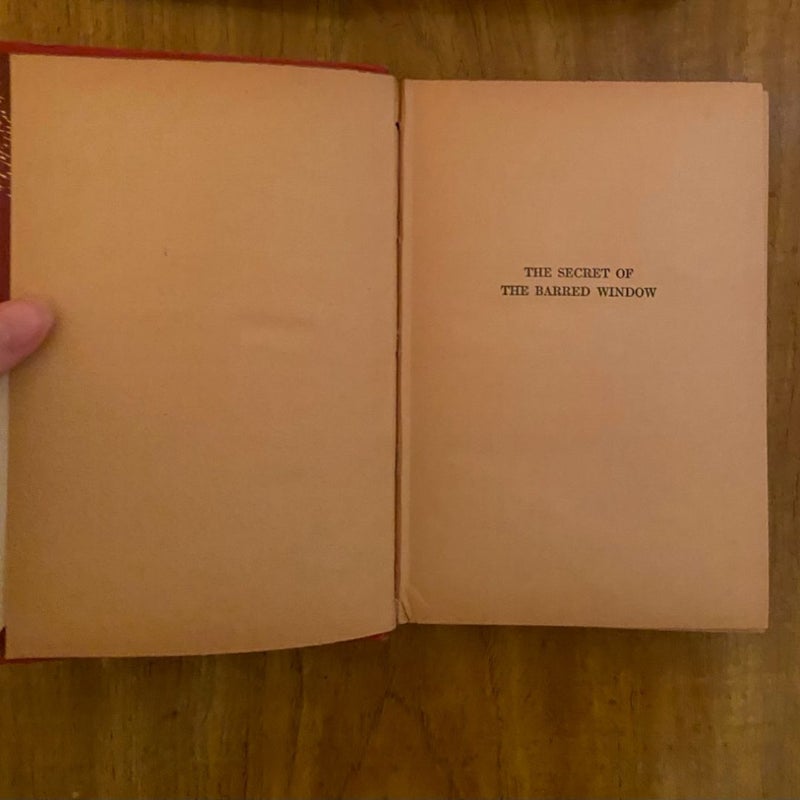 THE SECRET OF
THE BARRED WINDOW